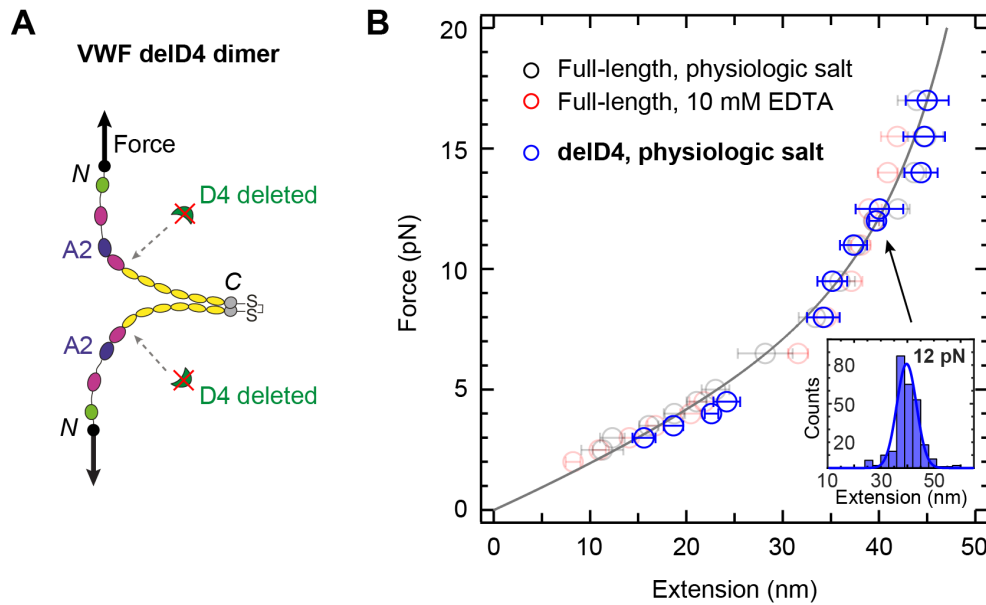 A
VWF delD4 dimer
Force
N
D4 deleted
A2
C
S
S
A2
D4 deleted
N
B
20
15
10
5
0
Force (pN)
Full-length, physiologic salt
Full-length, 10 mM EDTA
delD4, physiologic salt
12 pN
80
50
20
Counts
10 30 50
Extension (nm)
0 10 20 30 40 50
Extension (nm)